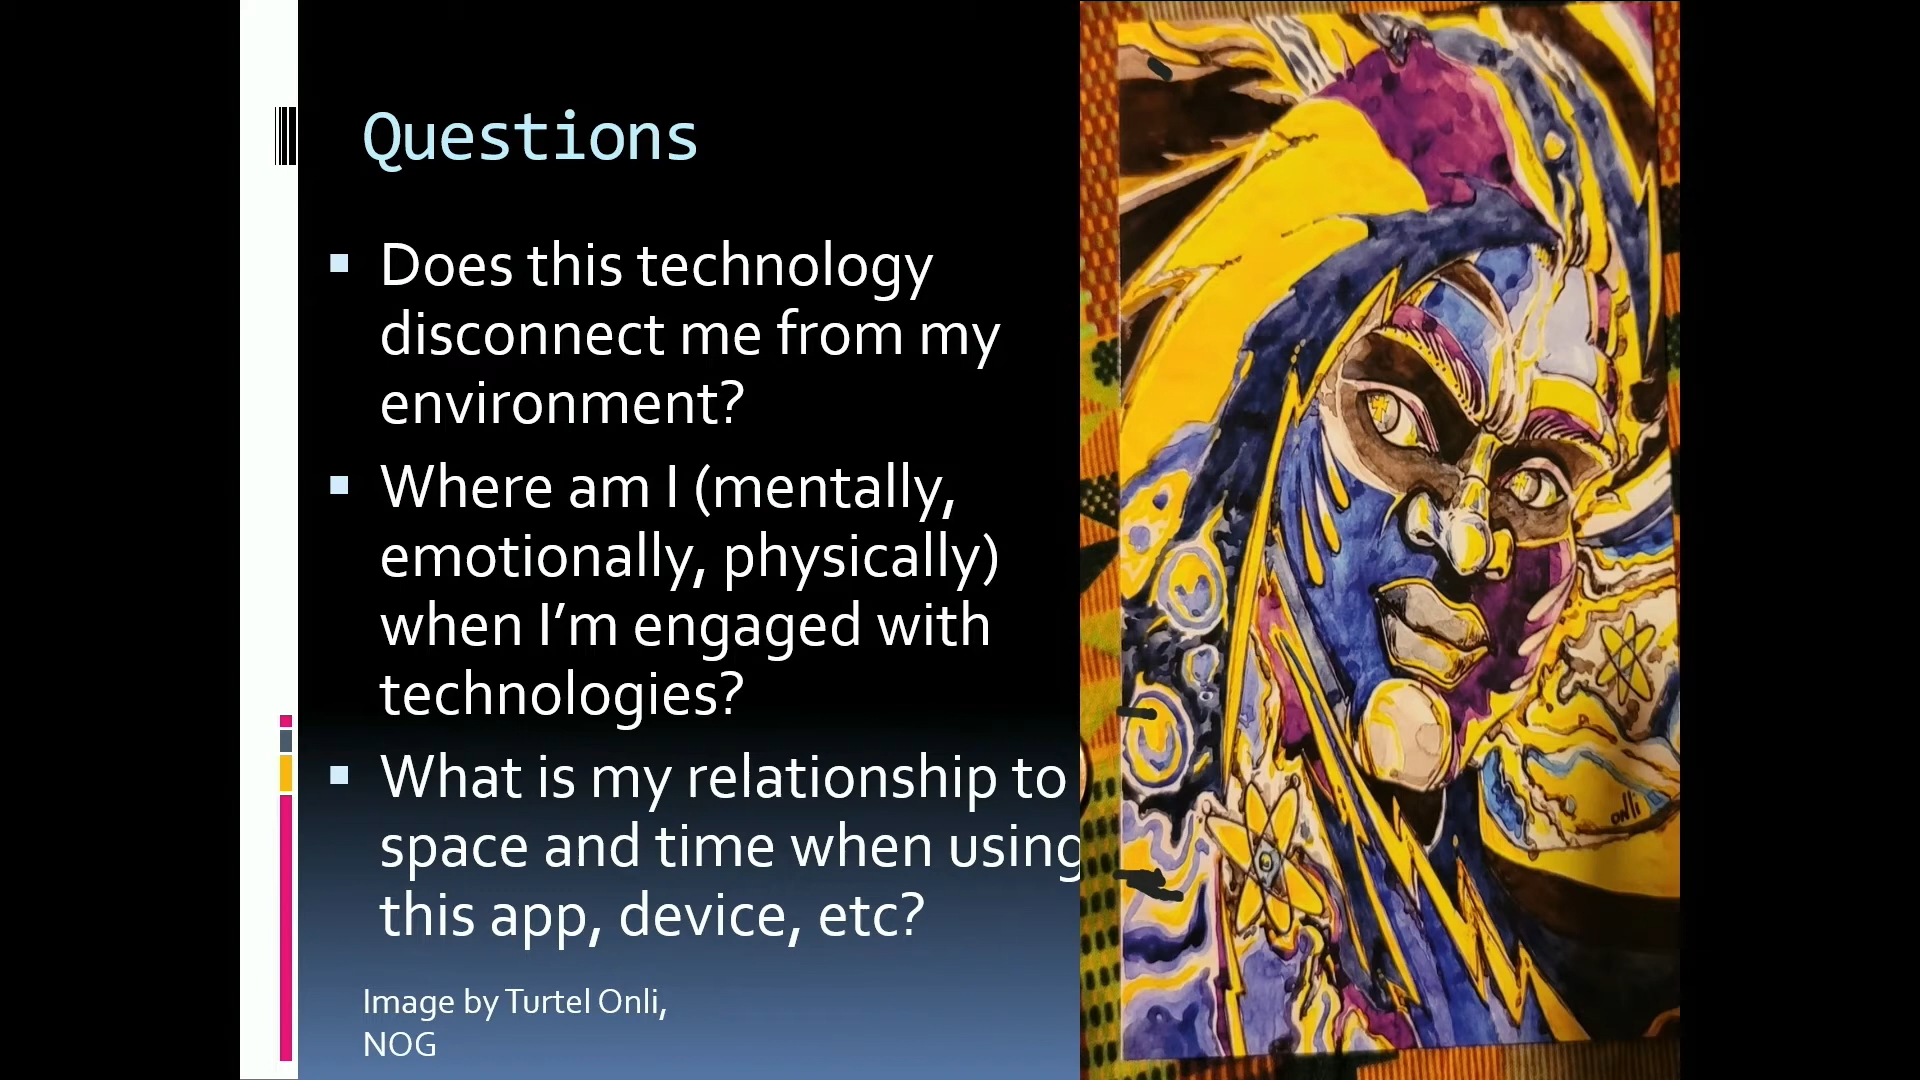 Questions
Does this technology
disconnect me from my
environment?
Where am I (mentally,
emotionally, physically)
when I’m engaged with
technologies?
What is my relationship to
space and time when using
this app, device, etc?
Image by Turtel Onli,
NOG
onli